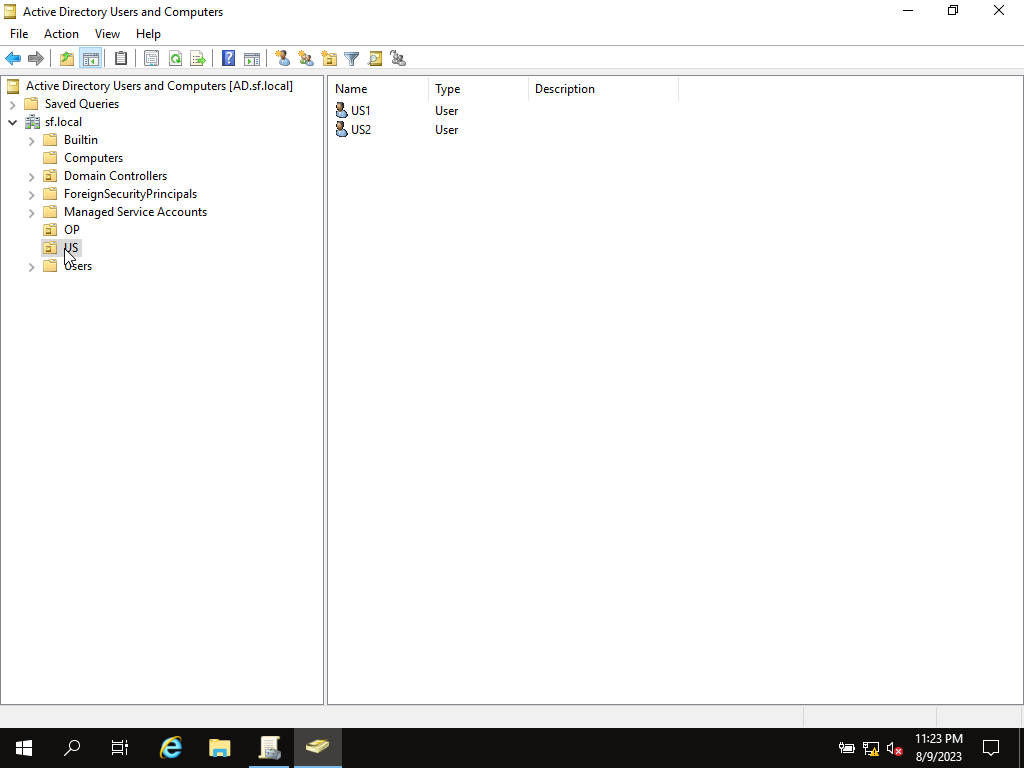 Active Directory Users and Computers
File Action View Help
Active Directory Users and Computers [AD.sf.local]
Saved Queries
sf.local
Builtin
Computers
Domain Controllers
ForeignSecurityPrincipals
Managed Service Accounts
OP
US
Users
Name Type Description
US1 User
US2 User
11:23 PM
8/9/2023